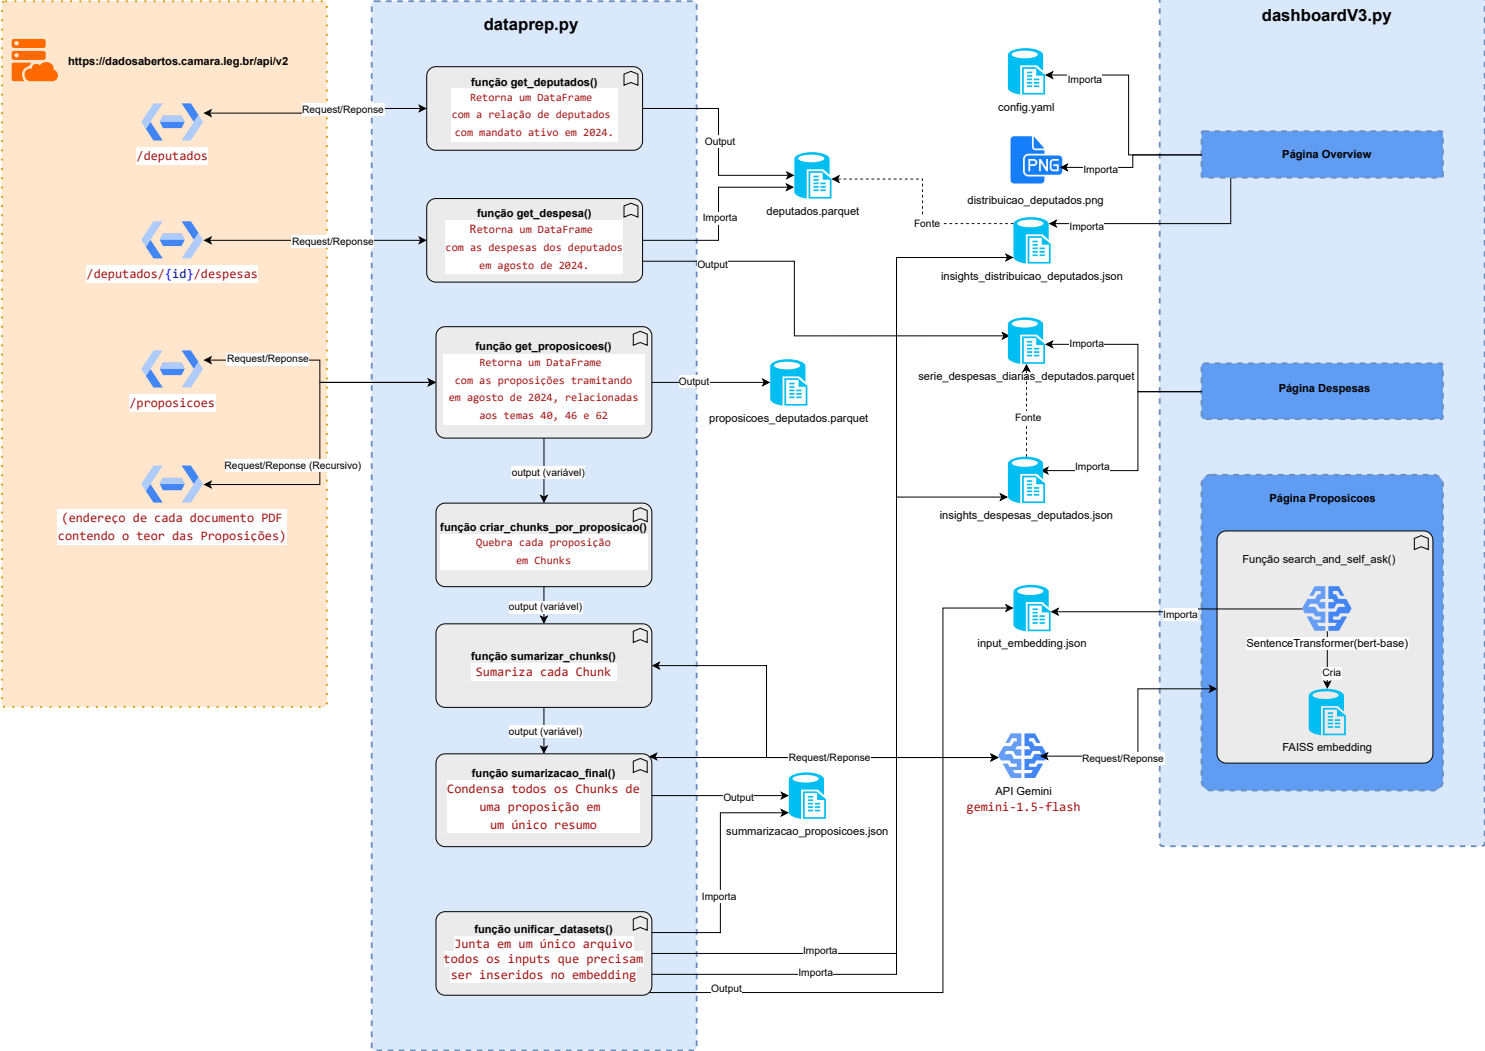 https://dadosabertos.camara.leg.br/api/v2
/deputados
/deputados/{id}/despesas
/proposicoes
(endereço de cada documento PDF
contendo o teor das Proposições)
Request/Reponse
Request/Reponse
Request/Reponse
Request/Reponse (Recursivo)
dataprep.py
função get_deputados()
Retorna um DataFrame
com a relação de deputados
com mandato ativo em 2024.
função get_despesa()
Retorna um DataFrame
com as despesas dos deputados
em agosto de 2024.
função get_proposicoes()
Retorna um DataFrame
com as proposições tramitando
em agosto de 2024, relacionadas
aos temas 40, 46 e 62
output (variável)
função criar_chunks_por_proposicao()
Quebra cada proposição
em Chunks
output (variável)
função sumarizar_chunks()
Sumariza cada Chunk
output (variável)
função sumarizacao_final()
Condensa todos os Chunks de
uma proposição em
um único resumo
função unificar_datasets()
Junta em um único arquivo
todos os inputs que precisam
ser inseridos no embedding
Output
deputados.parquet
Importa
Output
Output
proposicoes_deputados.parquet
Output
summarizacao_proposicoes.json
Importa
Importa
Importa
Output
config.yaml
Importa
PNG
Importa
distribuicao_deputados.png
Fonte
Importa
insights_distribuicao_deputados.json
Importa
serie_despesas_diarias_deputados.parquet
Fonte
Importa
insights_despesas_deputados.json
input_embedding.json
Importa
Request/Reponse
API Gemini
gemini-1.5-flash
Request/Reponse
dashboardV3.py
Página Overview
Página Despesas
Página Proposicoes
Função search_and_self_ask()
SentenceTransformer(bert-base)
Cria
FAISS embedding